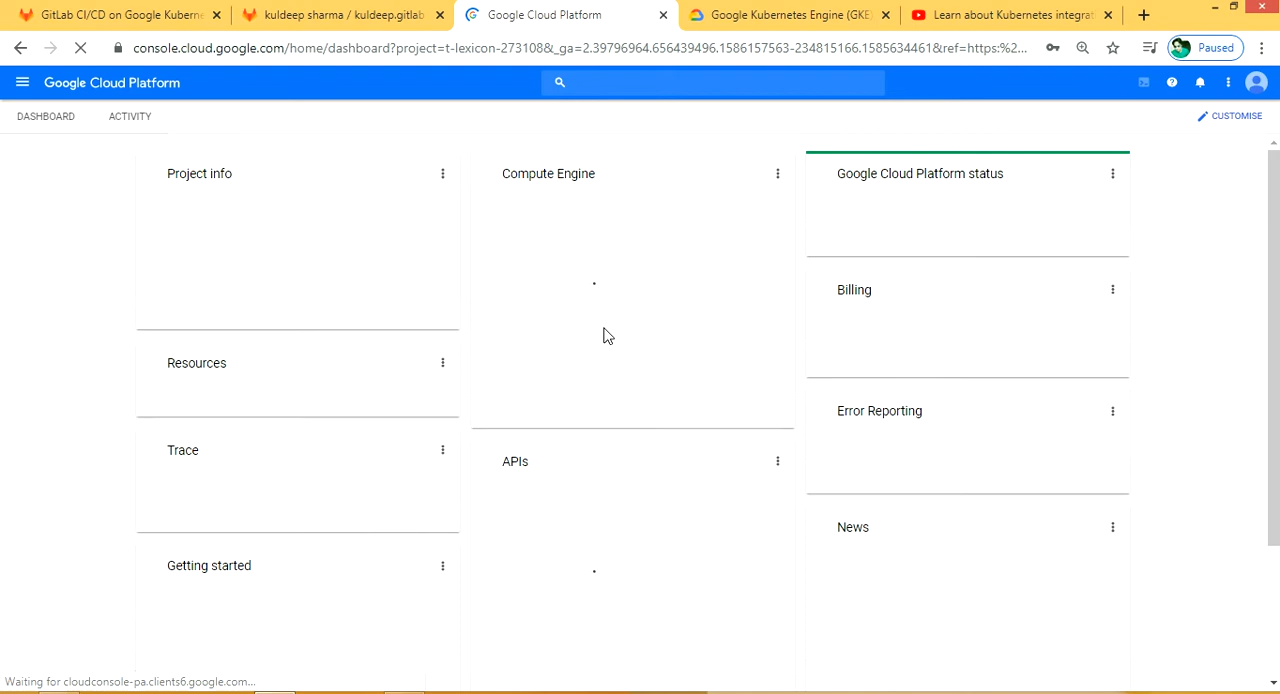 GitLab CI/CD on Google Kuberne
kuldeep sharma / kuldeep.gitlab
Google Cloud Platform
Google Kubernetes Engine (GKE)
Learn about Kubernetes integrat
console.cloud.google.com/home/dashboard?project=t-lexicen-273108&_ga=2.39796964.656439496.1586157563-234815166.1585634461&ref=https:%2...
Paused
Google Cloud Platform
DASHBOARD
ACTIVITY
CUSTOMISE
Project info
Compute Engine
Google Cloud Platform status
Billing
Resources
Error Reporting
Trace
APIs
News
Getting started
Waiting for cloudconsole-pa.clients6.google.com...